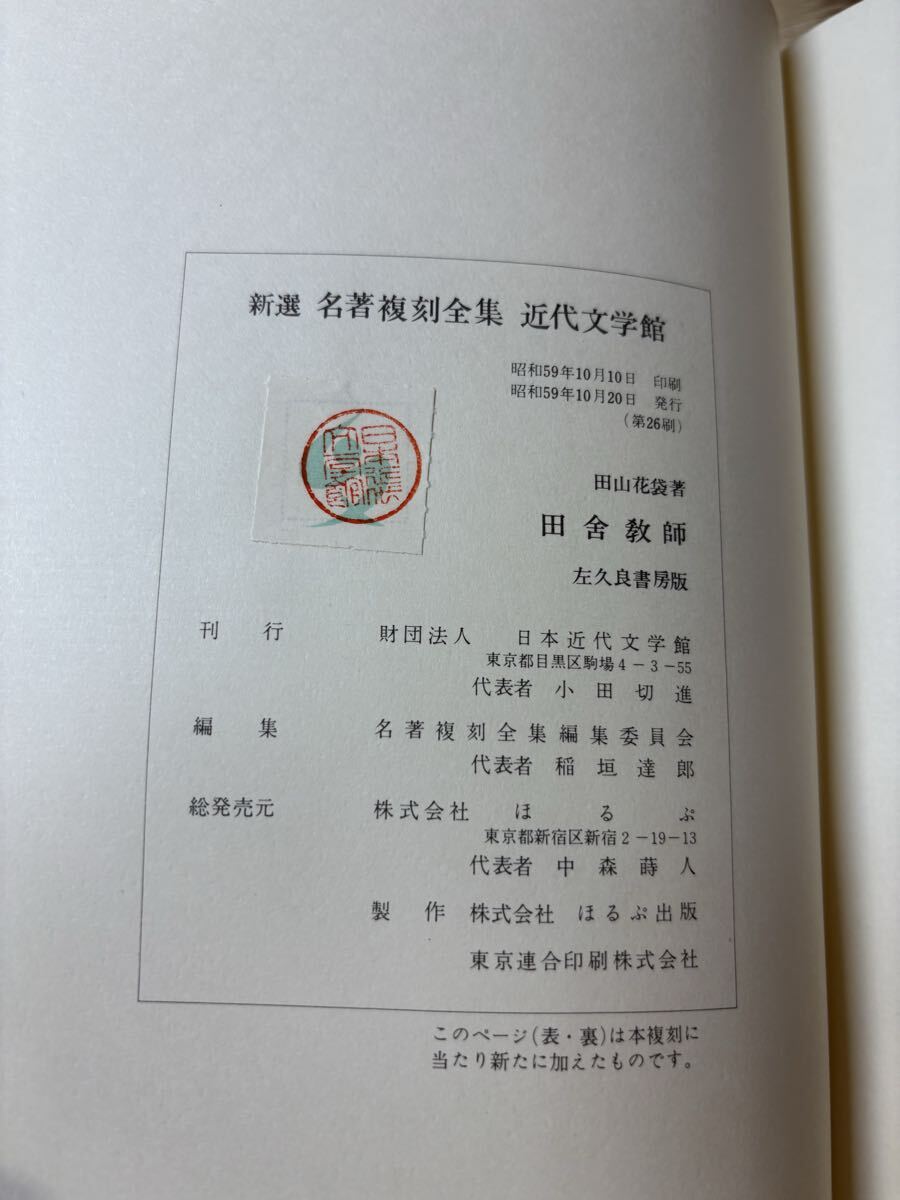 新選 名著複刻全集 近代文学館
昭和59年10月10日 印刷
昭和59年10月20日 発行
(第26刷)
田山花袋著
田舎教師
左久良書房版
刊行 財団法人 日本近代文学館
東京都目黒区駒場4-3-55
代表者 小田切進
編集 名著複刻全集編集委員会
代表者 稲垣達郎
総発売元 株式会社 ほるぷ
東京都新宿区新宿2-19-13
代表者 中森蒔人
製作 株式会社 ほるぷ出版
東京連合印刷株式会社
このページ(表・裏)は本複刻に
当たり新たに加えたものです。